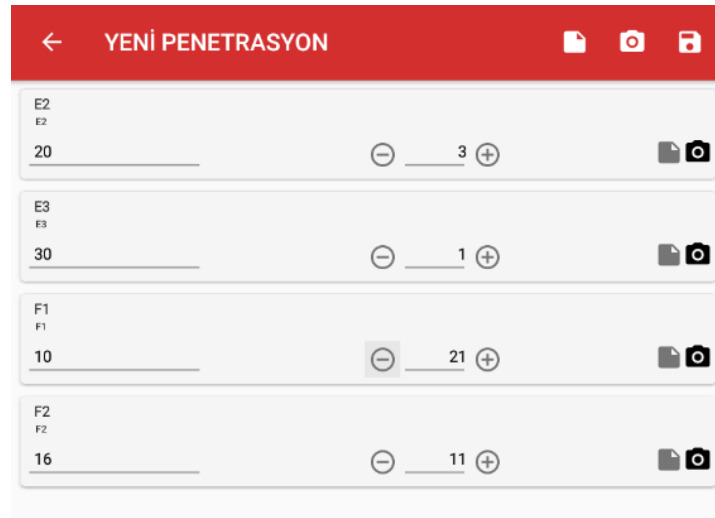 YENİ PENETRASYON
E2
E2
20 3
E3
E3
30 1
F1
F1
10 21
F2
F2
16 11